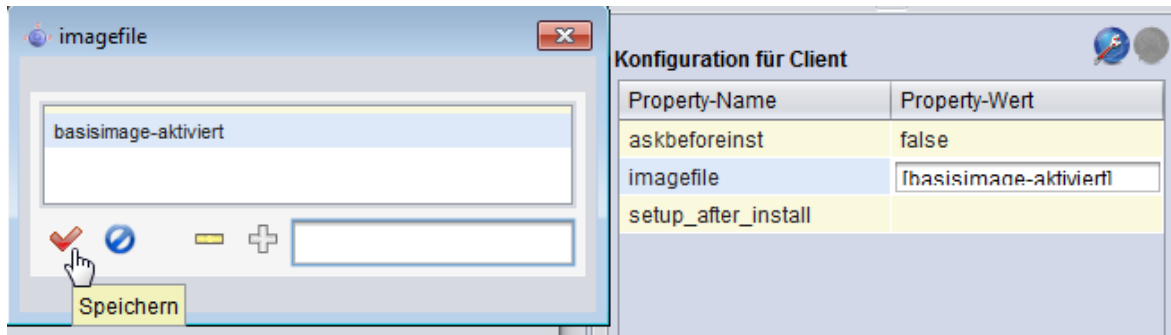 imagefile
basisimage-aktiviert
Speichern
Konfiguration für Client
Property-Name Property-Wert
askbeforeinst false
imagefile [basisimage-aktiviert]
setup_after_install